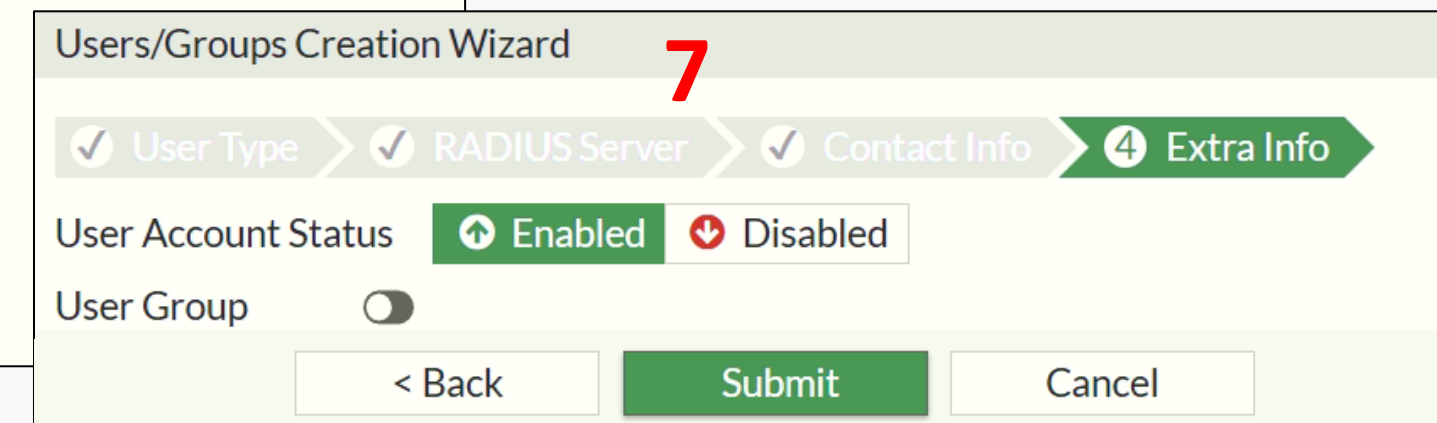 Users/Groups Creation Wizard
7
User Type RADIUS Server Contact Info 4 Extra Info
User Account Status Enabled Disabled
User Group
< Back Submit Cancel